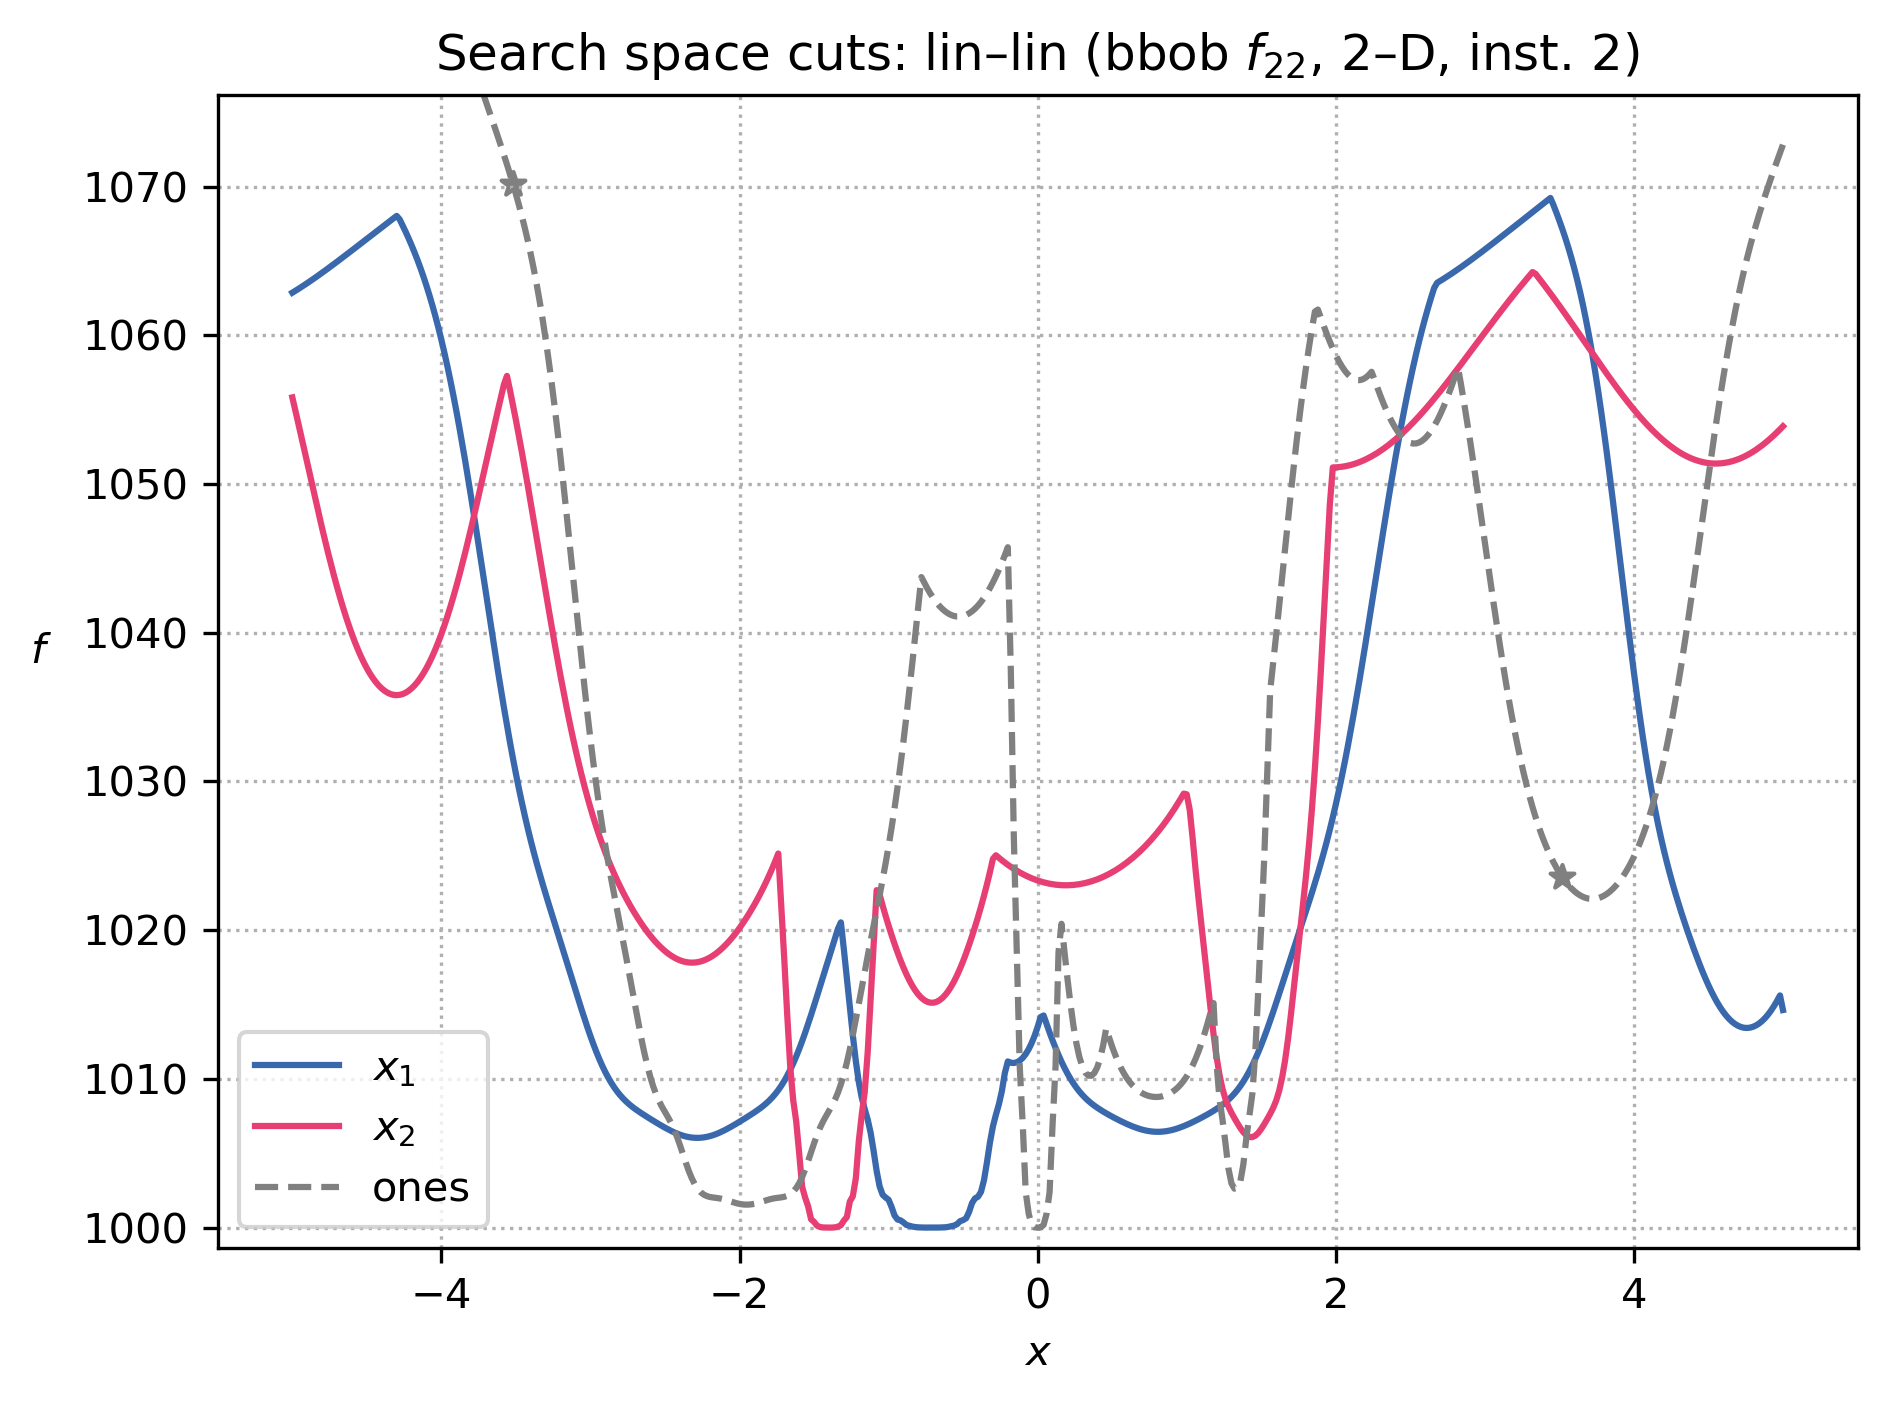 Search space cuts: lin–lin (bbob f22, 2–D, inst. 2)
1070
1060
1050
1040
f
1030
1020
1010
1000
x1
x2
ones
−4
−2
0
2
4
x